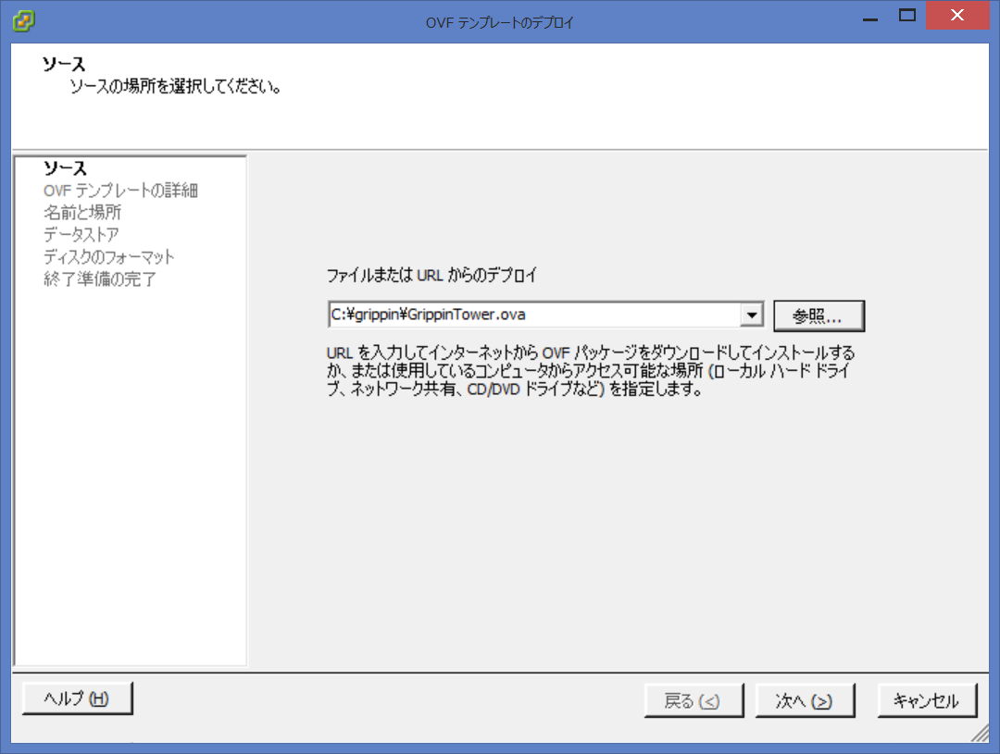 OVF テンプレートのデプロイ
ソース
ソースの場所を選択してください。
ソース
OVF テンプレートの詳細
名前と場所
データストア
ディスクのフォーマット
終了準備の完了
ファイルまたは URL からのデプロイ
C:¥grippin¥GrippinTower.ova
参照...
URL を入力してインターネットから OVF パッケージをダウンロードしてインストールする
か、または使用しているコンピュータからアクセス可能な場所 (ローカル ハード ドライ
ブ、ネットワーク共有、CD/DVD ドライブなど) を指定します。
ヘルプ (H)
戻る (<)
次へ (>)
キャンセル